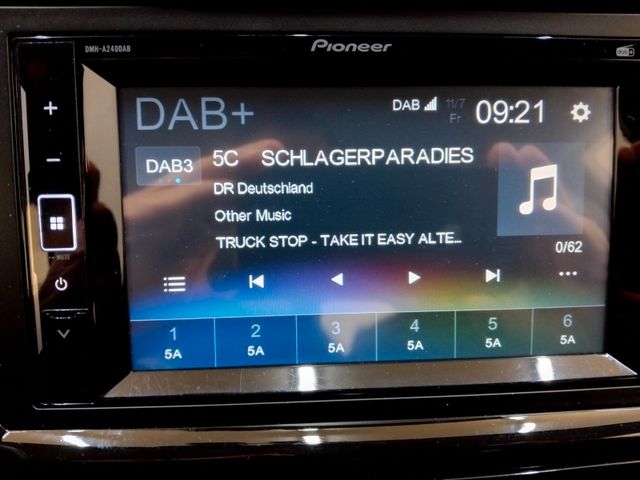 DMH-A240DAB
Pioneer
DAB+
DAB
11/7
Fr
09:21
DAB3
5C SCHLAGERPARADIES
DR Deutschland
Other Music
TRUCK STOP - TAKE IT EASY ALTE...
0/62
MUTE
1 2 3 4 5 6
5A 5A 5A 5A 5A 5A